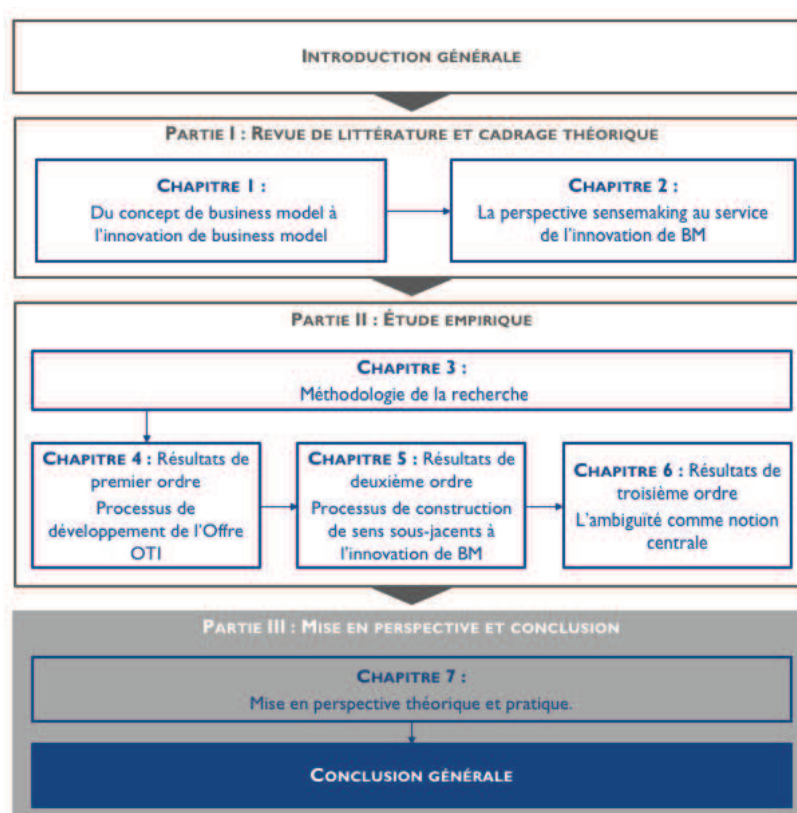 INTRODUCTION GÉNÉRALE
PARTIE I : REVUE DE LITTÉRATURE ET CADRAGE THÉORIQUE
CHAPITRE 1 :
Du concept de business model à
l'innovation de business model
CHAPITRE 2 :
La perspective sensemaking au service
de l'innovation de BM
PARTIE II : ÉTUDE EMPIRIQUE
CHAPITRE 3 :
Méthodologie de la recherche
CHAPITRE 4 : Résultats de
premier ordre
Processus de
développement de l'Offre
OTI
CHAPITRE 5 : Résultats de
deuxième ordre
Processus de construction
de sens sous-jacents à
l'innovation de BM
CHAPITRE 6 : Résultats de
troisième ordre
L'ambiguïté comme notion
centrale
PARTIE III : MISE EN PERSPECTIVE ET CONCLUSION
CHAPITRE 7 :
Mise en perspective théorique et pratique.
CONCLUSION GÉNÉRALE